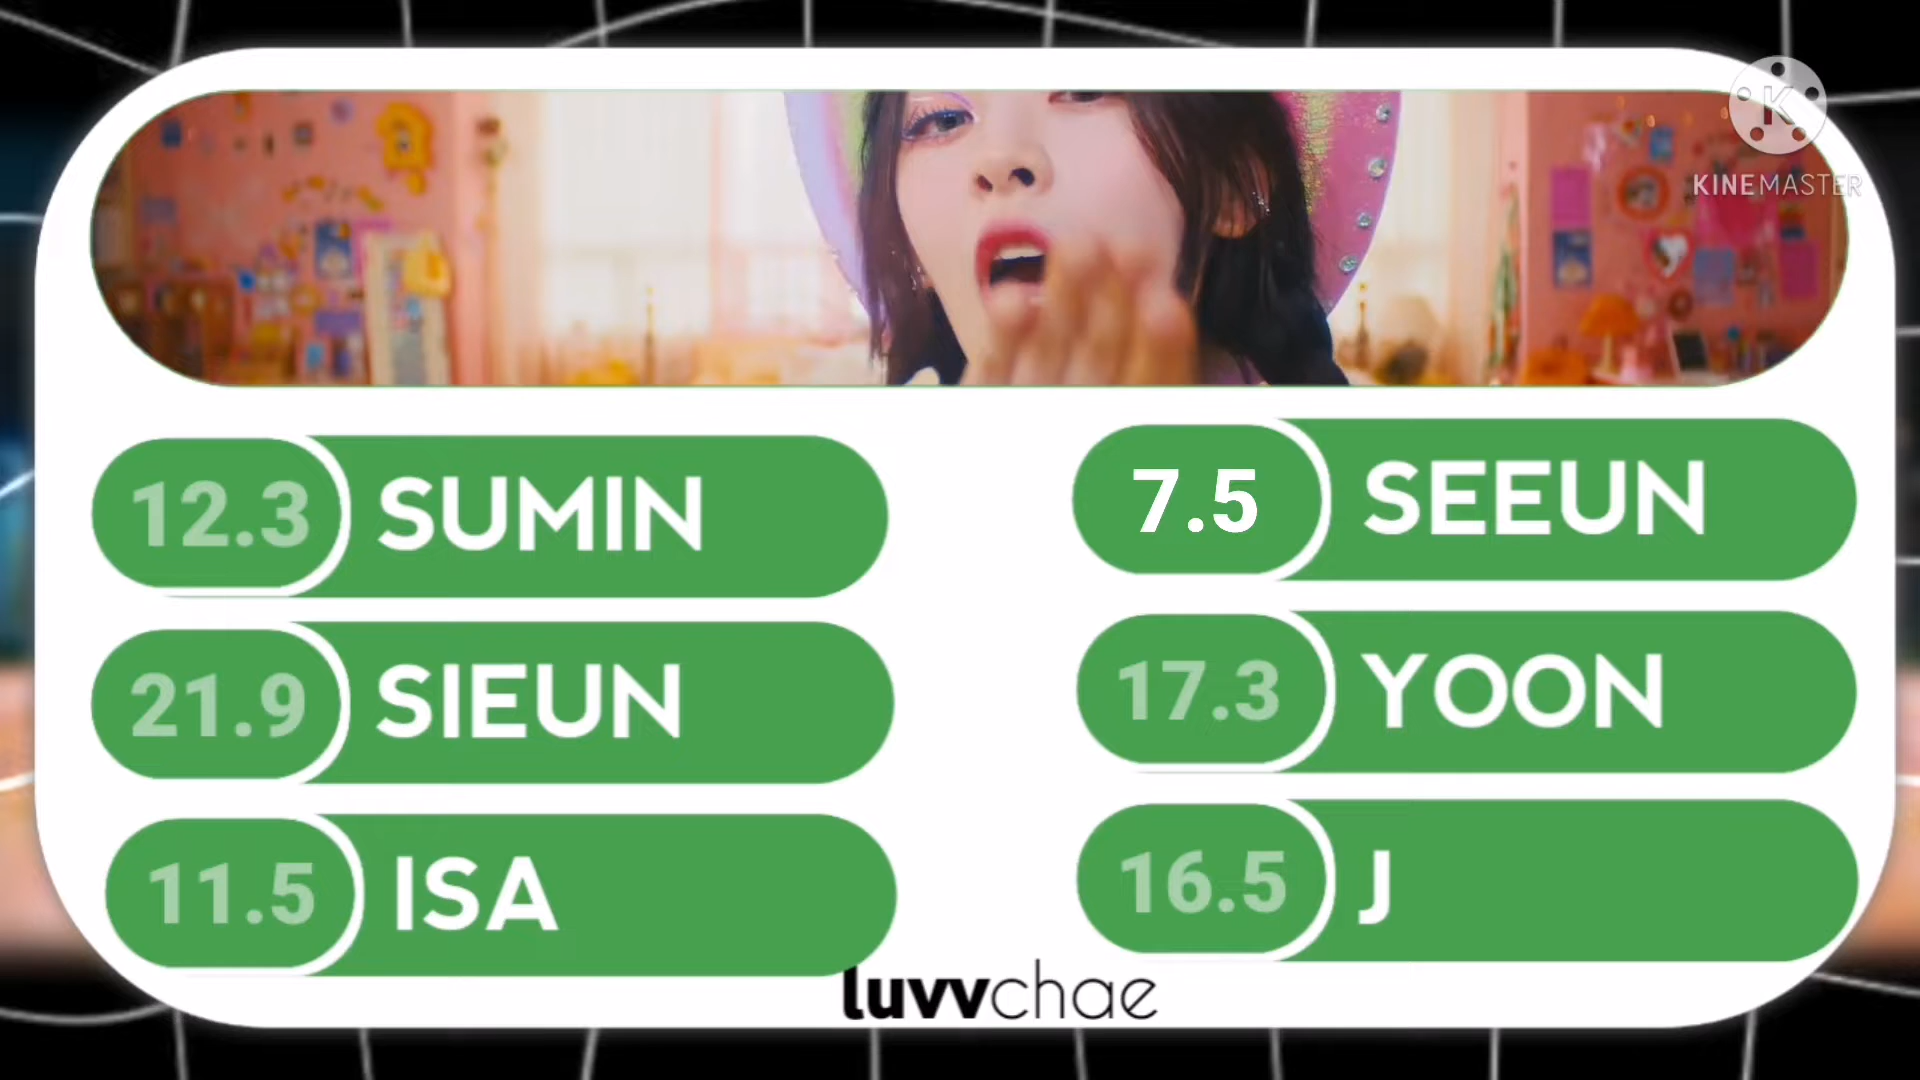 K
KINEMASTER
12.3 SUMIN
7.5 SEEUN
21.9 SIEUN
17.3 YOON
11.5 ISA
16.5 J
luvvchae